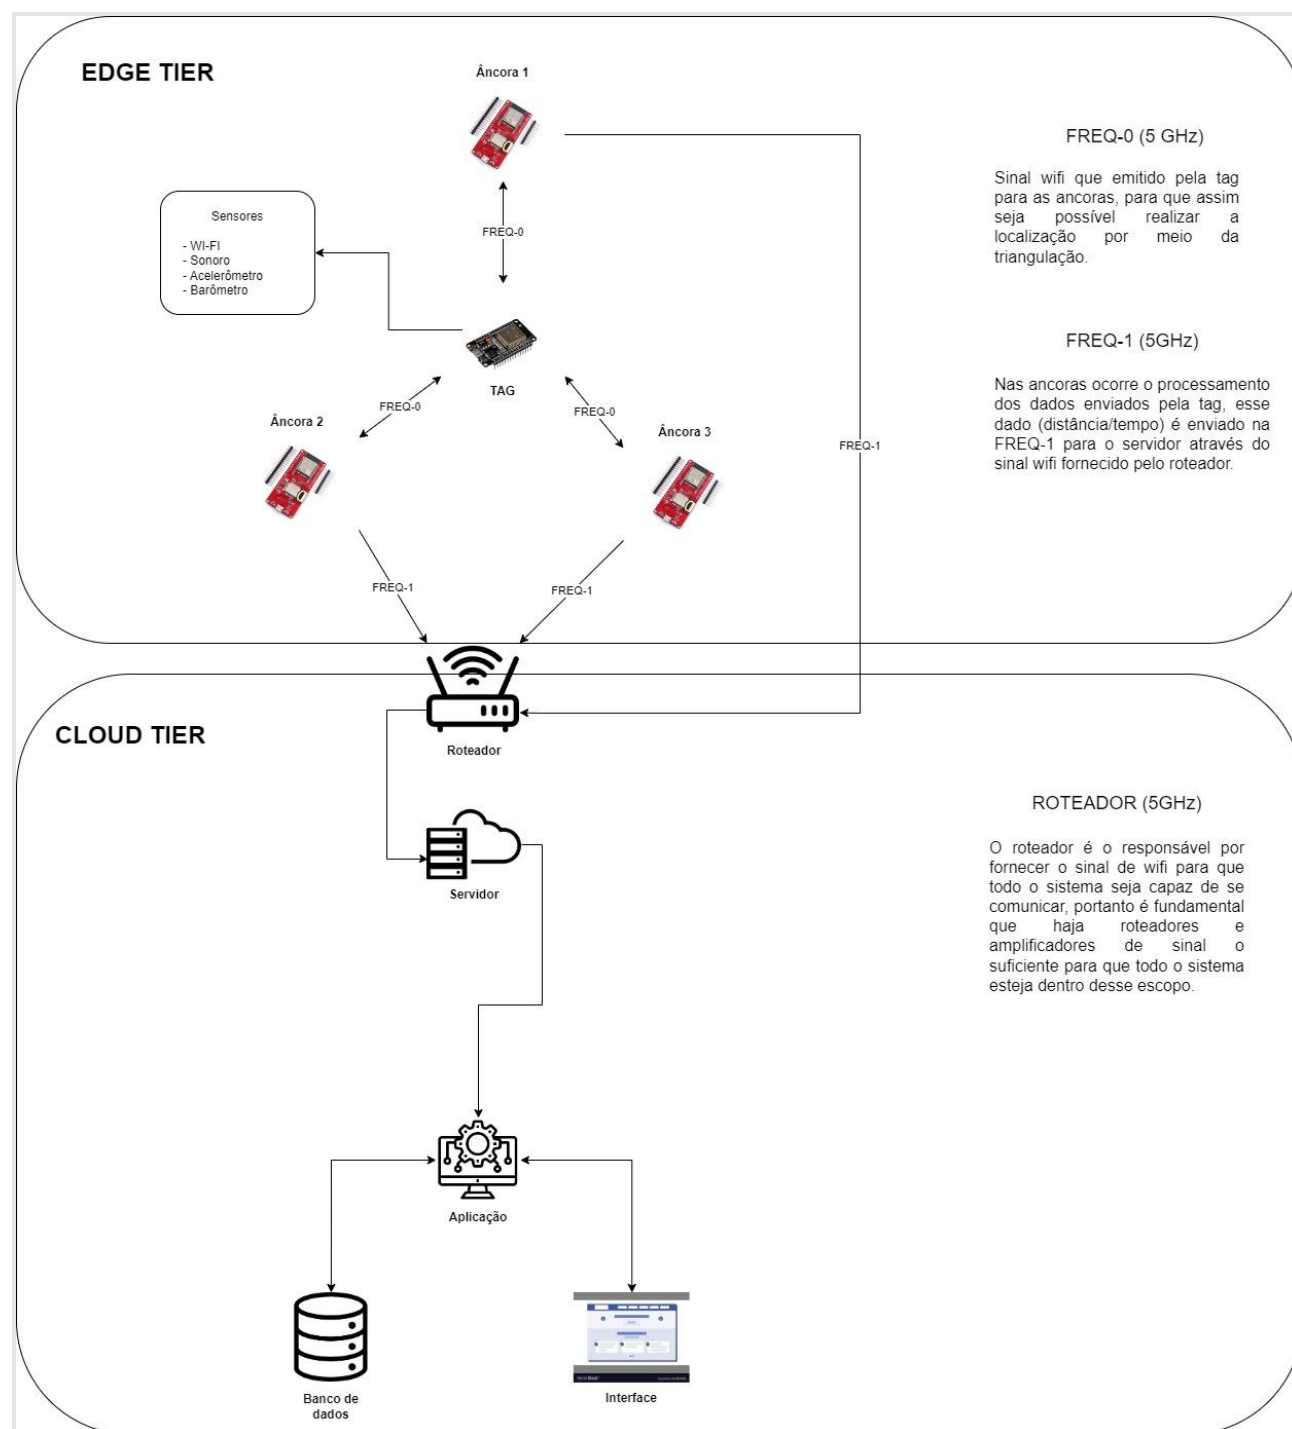 EDGE TIER
Âncora 1
FREQ-0 (5 GHz)
Sinal wifi que emitido pela tag
para as ancoras, para que assim
seja possível realizar a
localização por meio da
triangulação.
Sensores
- WI-FI
- Sonoro
- Acelerômetro
- Barômetro
FREQ-0
TAG
FREQ-0
FREQ-0
Âncora 2
Âncora 3
FREQ-1 (5GHz)
Nas ancoras ocorre o processamento
dos dados enviados pela tag, esse
dado (distância/tempo) é enviado na
FREQ-1 para o servidor através do
sinal wifi fornecido pelo roteador.
FREQ-1
FREQ-1
FREQ-1
CLOUD TIER
Roteador
Servidor
ROTEADOR (5GHz)
O roteador é o responsável por
fornecer o sinal de wifi para que
todo o sistema seja capaz de se
comunicar, portanto é fundamental
que haja roteadores e
amplificadores de sinal o
suficiente para que todo o sistema
esteja dentro desse escopo.
Aplicação
Banco de
dados
Interface